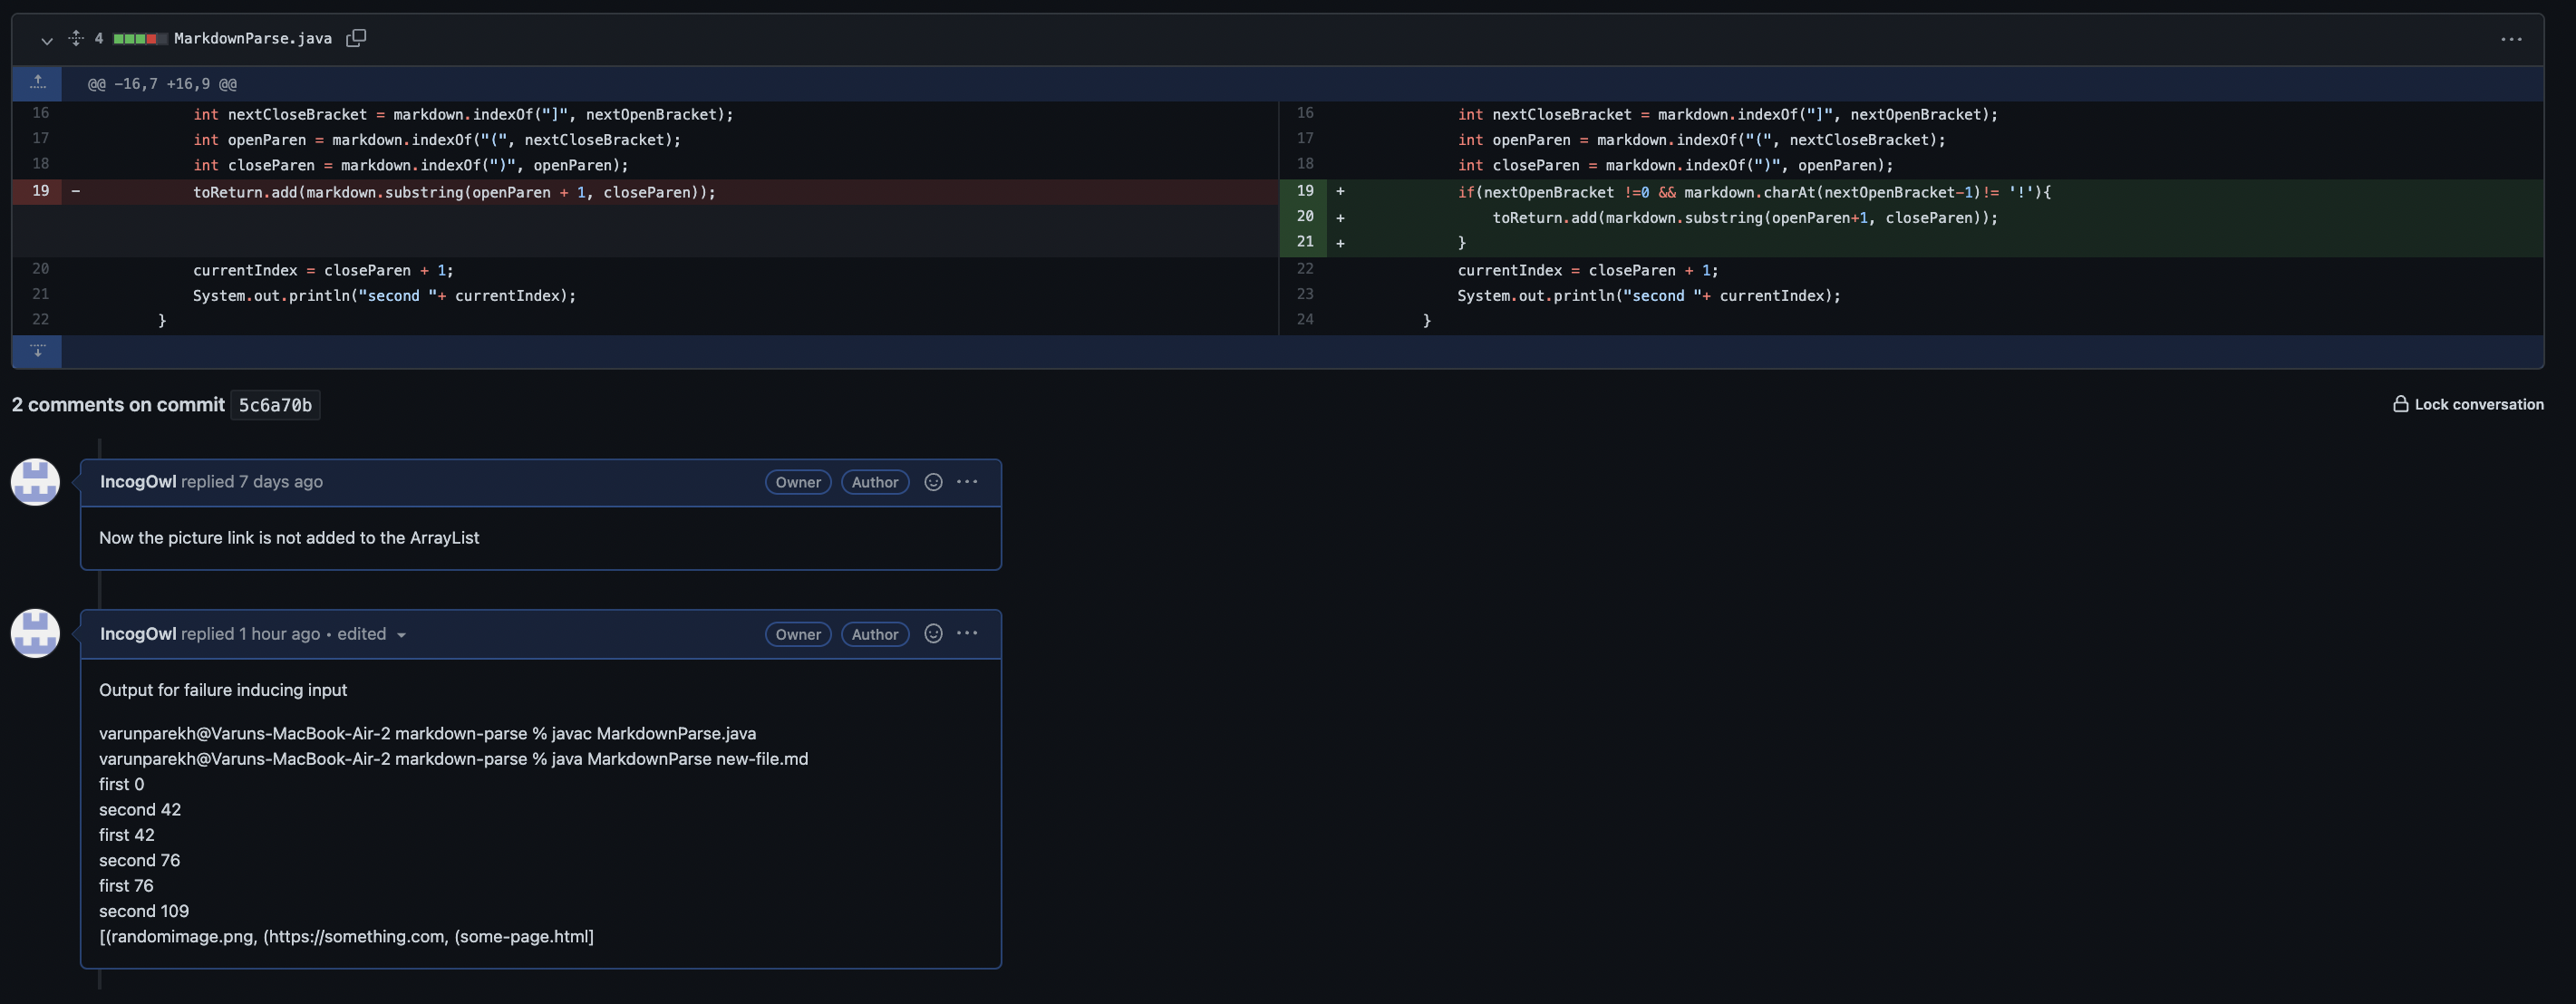 4 MarkdownParse.java
@@ -16,7 +16,9 @@
16 int nextCloseBracket = markdown.indexOf("]", nextOpenBracket);
17 int openParen = markdown.indexOf("(", nextCloseBracket);
18 int closeParen = markdown.indexOf(")", openParen);
19 - toReturn.add(markdown.substring(openParen + 1, closeParen));
20 currentIndex = closeParen + 1;
21 System.out.println("second "+ currentIndex);
22 }
16 int nextCloseBracket = markdown.indexOf("]", nextOpenBracket);
17 int openParen = markdown.indexOf("(", nextCloseBracket);
18 int closeParen = markdown.indexOf(")", openParen);
19 + if(nextOpenBracket !=0 && markdown.charAt(nextOpenBracket-1)!= '!'){
20 + toReturn.add(markdown.substring(openParen+1, closeParen));
21 + }
22 currentIndex = closeParen + 1;
23 System.out.println("second "+ currentIndex);
24 }
2 comments on commit 5c6a70b
Lock conversation
IncogOwl replied 7 days ago Owner Author
Now the picture link is not added to the ArrayList
IncogOwl replied 1 hour ago • edited Owner Author
Output for failure inducing input
varunparekh@Varuns-MacBook-Air-2 markdown-parse % javac MarkdownParse.java
varunparekh@Varuns-MacBook-Air-2 markdown-parse % java MarkdownParse new-file.md
first 0
second 42
first 42
second 76
first 76
second 109
[(randomimage.png, (https://something.com, (some-page.html]